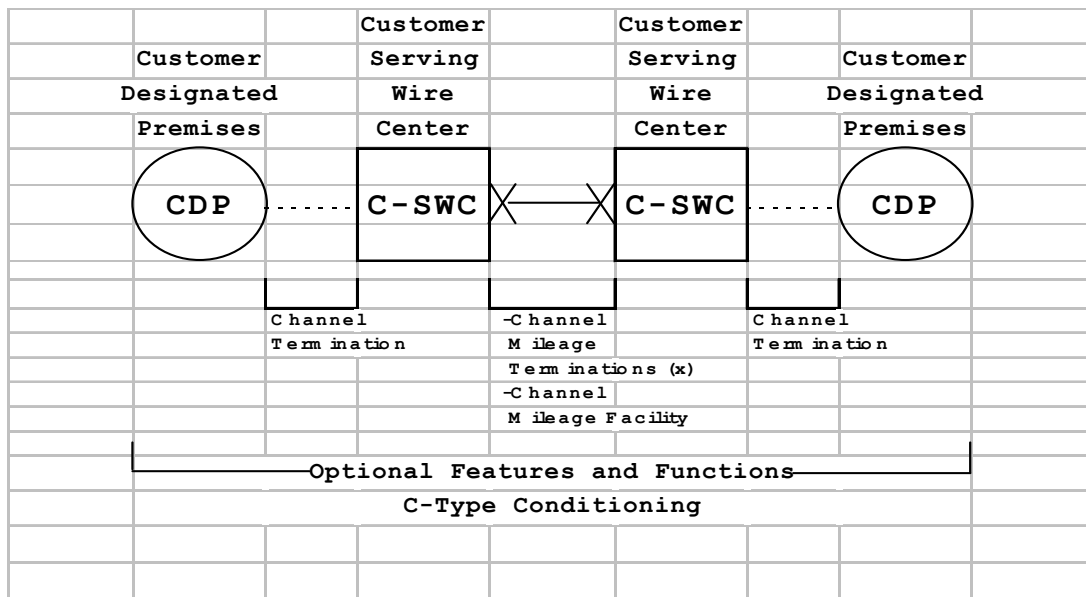 Customer Customer
Customer Serving Serving Customer
Designated Wire Wire Designated
Premises Center Center Premises
CDP C-SWC C-SWC CDP
Channel -Channel Channel
Termination Mileage Termination
Terminations (x)
-Channel
Mileage Facility
Optional Features and Functions
C-Type Conditioning